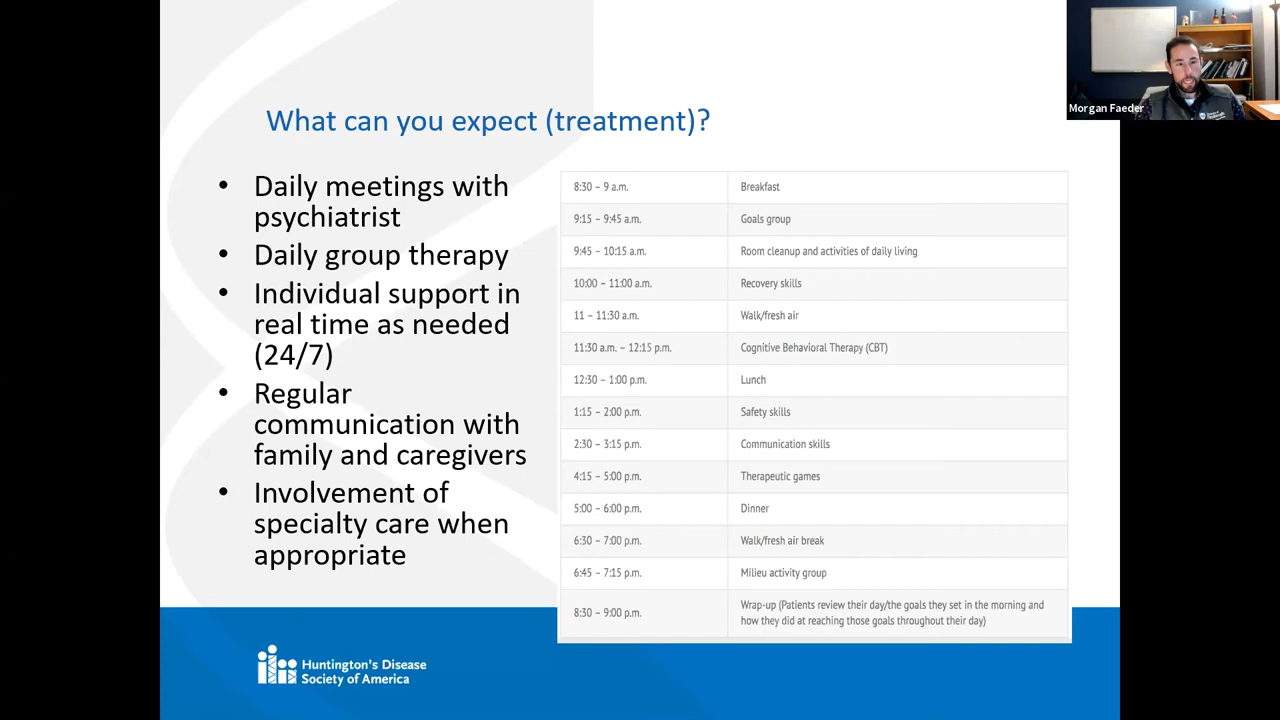 What can you expect (treatment)?
Morgan Faeder
• Daily meetings with
psychiatrist
• Daily group therapy
• Individual support in
real time as needed
(24/7)
• Regular
communication with
family and caregivers
• Involvement of
specialty care when
appropriate
8:30 – 9 a.m. Breakfast
9:15 – 9:45 a.m. Goals group
9:45 – 10:15 a.m. Room cleanup and activities of daily living
10:00 – 11:00 a.m. Recovery skills
11 – 11:30 a.m. Walk/fresh air
11:30 a.m. – 12:15 p.m. Cognitive Behavioral Therapy (CBT)
12:30 – 1:00 p.m. Lunch
1:15 – 2:00 p.m. Safety skills
2:30 – 3:15 p.m. Communication skills
4:15 – 5:00 p.m. Therapeutic games
5:00 – 6:00 p.m. Dinner
6:30 – 7:00 p.m. Walk/fresh air break
6:45 – 7:15 p.m. Milieu activity group
8:30 – 9:00 p.m. Wrap-up (Patients review their day/the goals they set in the morning and
how they did at reaching those goals throughout their day)
Huntington's Disease
Society of America